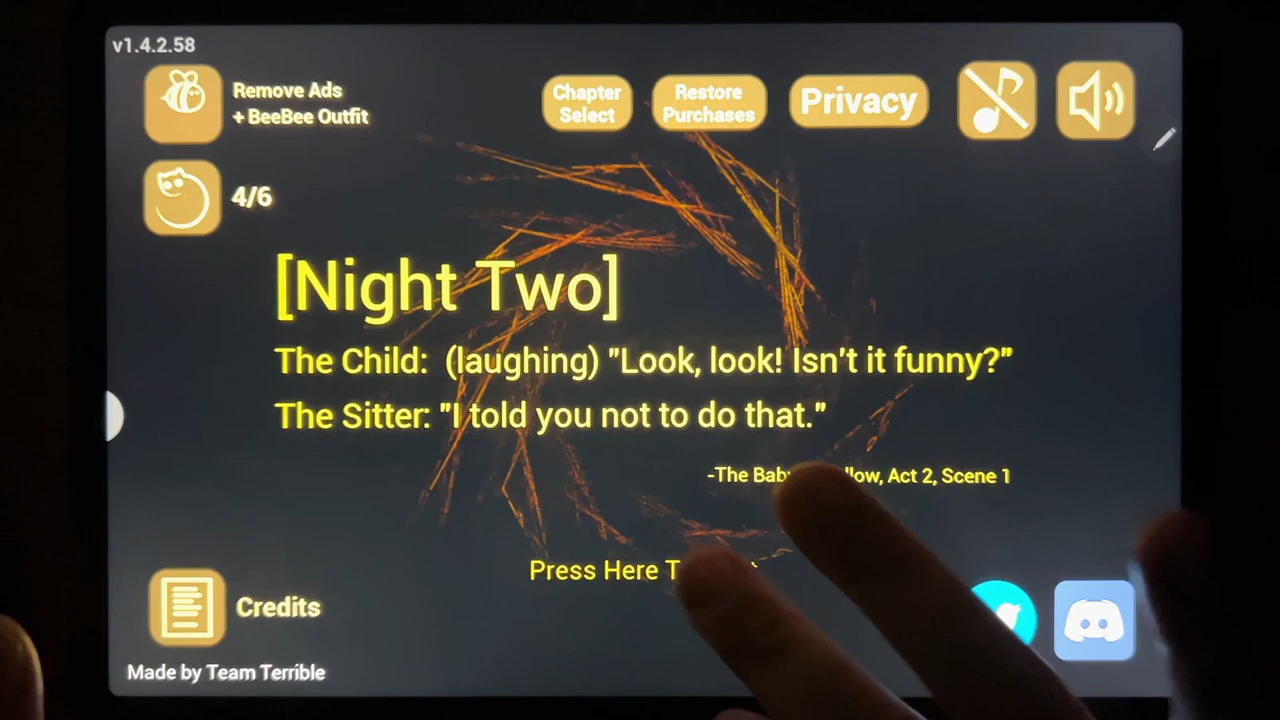 v1.4.2.58
Remove Ads
+ BeeBee Outfit
Chapter
Select
Restore
Purchases
Privacy
4/6
[Night Two]
The Child: (laughing) "Look, look! Isn't it funny?"
The Sitter: "I told you not to do that."
-The , Act 2, Scene 1
Press Here
Credits
Made by Team Terrible